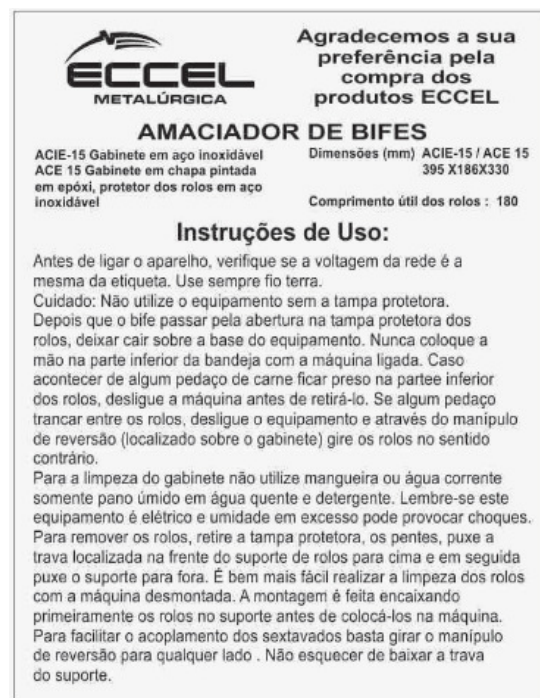 ECCEL
METALÚRGICA
Agradecemos a sua
preferência pela
compra dos
produtos ECCEL
AMACIADOR DE BIFES
ACIE-15 Gabinete em aço inoxidável
ACE 15 Gabinete em chapa pintada
em epóxi, protetor dos rolos em aço
inoxidável
Dimensões (mm) ACIE-15 / ACE 15
395 X186X330
Comprimento útil dos rolos : 180
Instruções de Uso:
Antes de ligar o aparelho, verifique se a voltagem da rede é a
mesma da etiqueta. Use sempre fio terra.
Cuidado: Não utilize o equipamento sem a tampa protetora.
Depois que o bife passar pela abertura na tampa protetora dos
rolos, deixar cair sobre a base do equipamento. Nunca coloque a
mão na parte inferior da bandeja com a máquina ligada. Caso
acontecer de algum pedaço de carne ficar preso na partee inferior
dos rolos, desligue a máquina antes de retirá-lo. Se algum pedaço
trancar entre os rolos, desligue o equipamento e através do manípulo
de reversão (localizado sobre o gabinete) gire os rolos no sentido
contrário.
Para a limpeza do gabinete não utilize mangueira ou água corrente
somente pano úmido em água quente e detergente. Lembre-se este
equipamento é elétrico e umidade em excesso pode provocar choques.
Para remover os rolos, retire a tampa protetora, os pentes, puxe a
trava localizada na frente do suporte de rolos para cima e em seguida
puxe o suporte para fora. É bem mais fácil realizar a limpeza dos rolos
com a máquina desmontada. A montagem é feita encaixando
primeiramente os rolos no suporte antes de colocá-los na máquina.
Para facilitar o acoplamento dos sextavados basta girar o manípulo
de reversão para qualquer lado . Não esquecer de baixar a trava
do suporte.